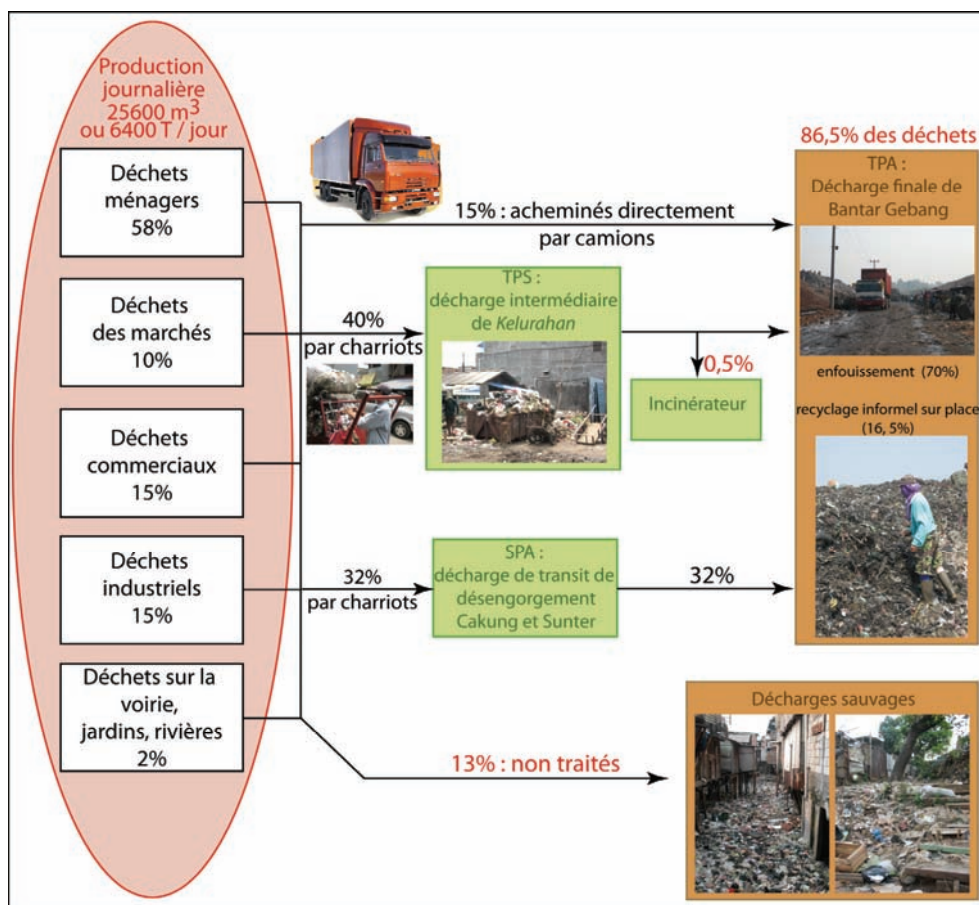 Production
journalière
25600 m³
ou 6400 T / jour
Déchets
ménagers
58%
Déchets
des marchés
10%
Déchets
commerciaux
15%
Déchets
industriels
15%
Déchets sur la
voirie,
jardins, rivières
2%
15% : acheminés directement
par camions
40%
par charriots
TPS :
décharge intermédiaire
de Kelurahan
0,5%
Incinérateur
32%
par charriots
SPA :
décharge de transit de
désengorgement
Cakung et Sunter
32%
13% : non traités
86,5% des déchets
TPA :
Décharge finale de
Bantar Gebang
enfouissement (70%)
recyclage informel sur place
(16, 5%)
Décharges sauvages